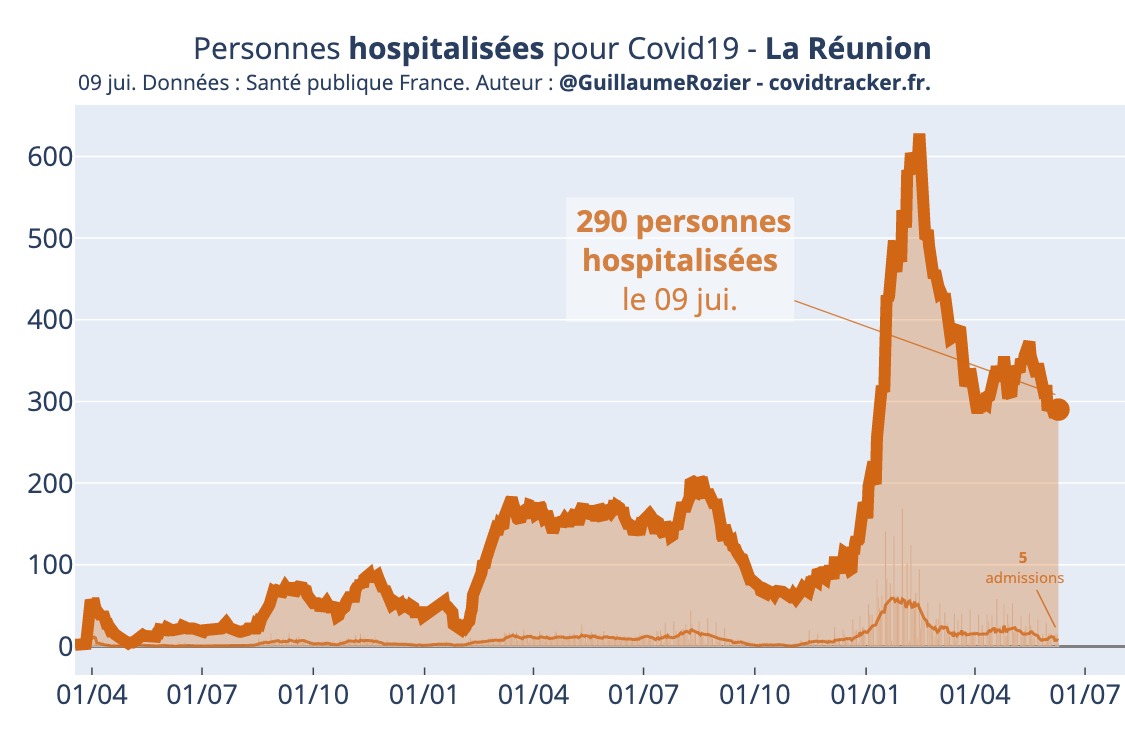 Personnes hospitalisées pour Covid19 - La Réunion
09 jui. Données : Santé publique France. Auteur : @GuillaumeRozier - covidtracker.fr.
600
500
400
300
200
100
0
290 personnes
hospitalisées
le 09 jui.
5
admissions
01/04 01/07 01/10 01/01 01/04 01/07 01/10 01/01 01/04 01/07